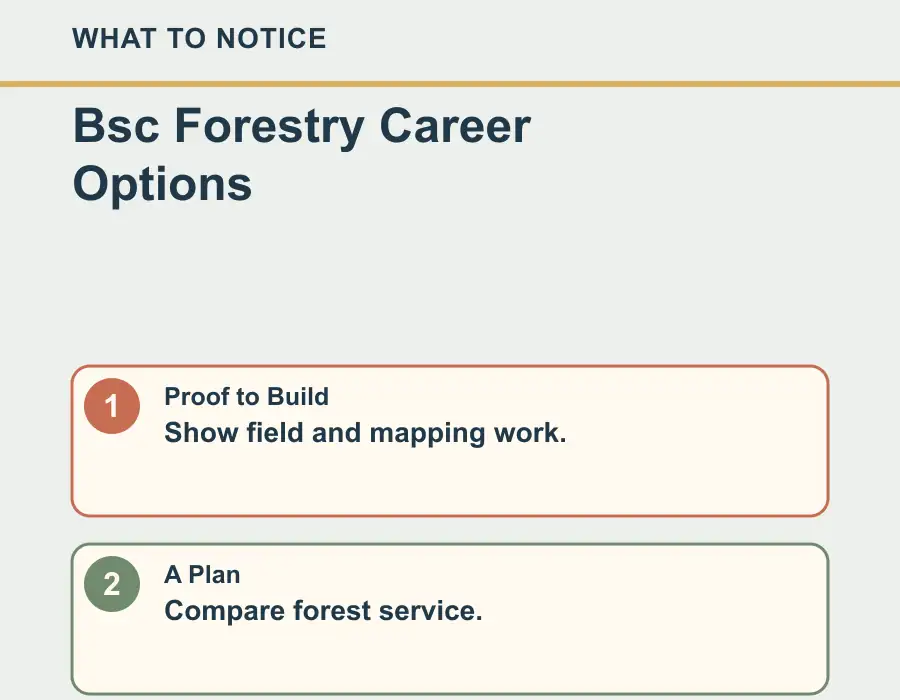 WHAT TO NOTICE
Bsc Forestry Career
Options
1
Proof to Build
Show field and mapping work.
2
A Plan
Compare forest service.